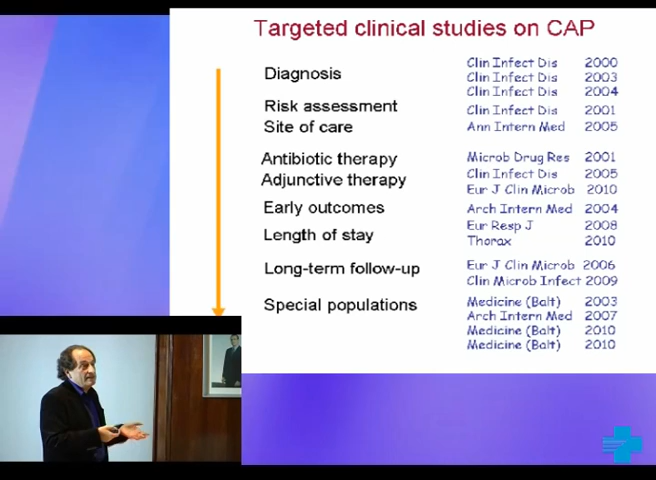 Targeted clinical studies on CAP
Diagnosis
Clin Infect Dis 2000
Clin Infect Dis 2003
Clin Infect Dis 2004
Risk assessment
Clin Infect Dis 2001
Site of care
Ann Intern Med 2005
Antibiotic therapy
Microb Drug Res 2001
Adjunctive therapy
Clin Infect Dis 2005
Eur J Clin Microb 2010
Early outcomes
Arch Intern Med 2004
Length of stay
Eur Resp J 2008
Thorax 2010
Long-term follow-up
Eur J Clin Microb 2006
Clin Microb Infect 2009
Special populations
Medicine (Balt) 2003
Arch Intern Med 2007
Medicine (Balt) 2010
Medicine (Balt) 2010